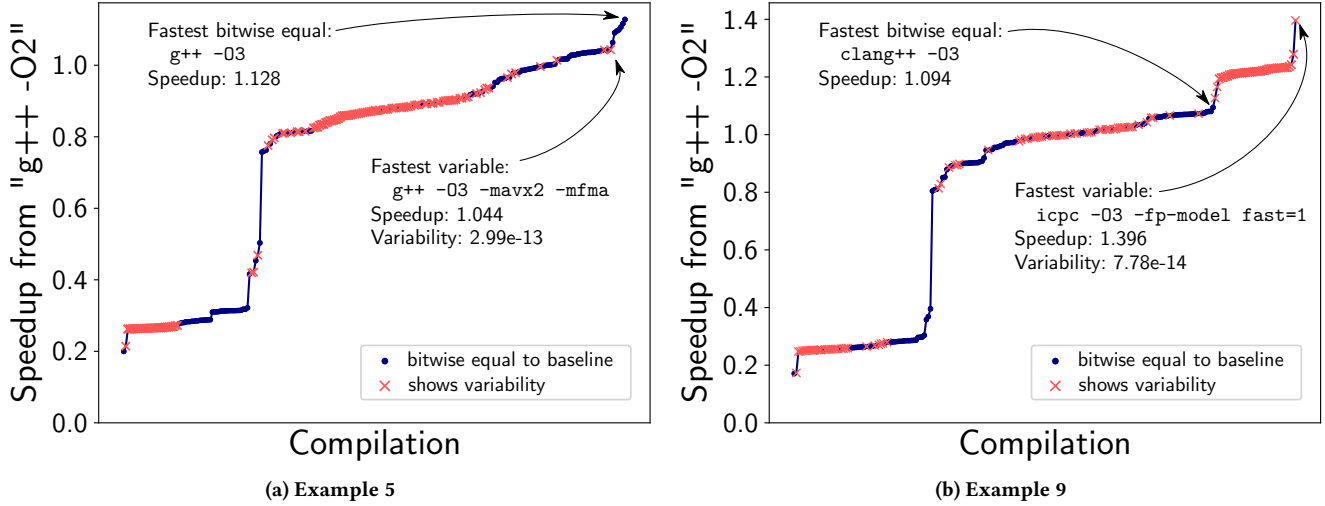 Speedup from "g++ -O2"
1.0
0.8
0.6
0.4
0.2
0.0
Fastest bitwise equal:
g++ -O3
Speedup: 1.128
Fastest variable:
g++ -O3 -mavx2 -mfma
Speedup: 1.044
Variability: 2.99e-13
bitwise equal to baseline
shows variability
Compilation
(a) Example 5
Speedup from "g++ -O2"
1.4
1.2
1.0
0.8
0.6
0.4
0.2
0.0
Fastest bitwise equal:
clang++ -O3
Speedup: 1.094
Fastest variable:
icpc -O3 -fp-model fast=1
Speedup: 1.396
Variability: 7.78e-14
bitwise equal to baseline
shows variability
Compilation
(b) Example 9